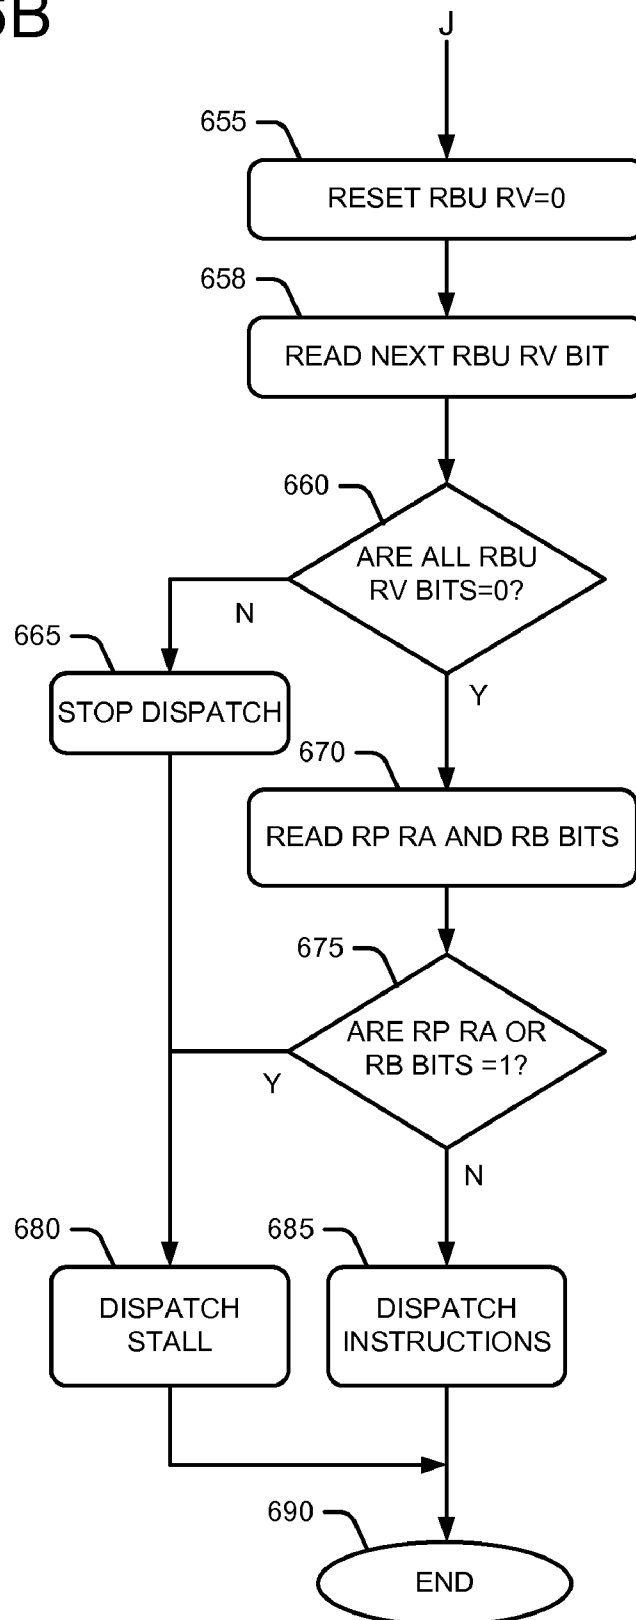 J
655
RESET RBU RV=0
658
READ NEXT RBU RV BIT
660
ARE ALL RBU
RV BITS=0?
N
665
STOP DISPATCH
Y
670
READ RP RA AND RB BITS
675
ARE RP RA OR
RB BITS =1?
Y
N
680
685
DISPATCH
STALL
DISPATCH
INSTRUCTIONS
690
END